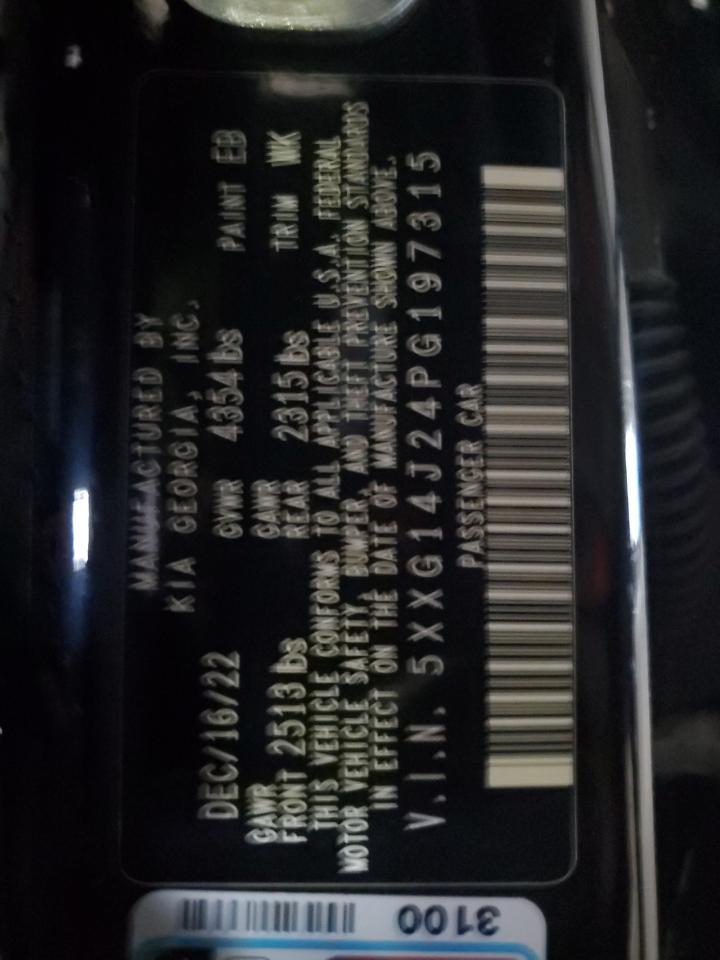 MANUFACTURED BY
KIA GEORGIA, INC.
DEC/16/22 GVWR 4354lbs PAINT EB
GAWR GAWR
FRONT 2513lbs REAR 2315lbs TRIM WK
THIS VEHICLE CONFORMS TO ALL APPLICABLE U.S.A. FEDERAL
MOTOR VEHICLE SAFETY, BUMPER, AND THEFT PREVENTION STANDARDS
IN EFFECT ON THE DATE OF MANUFACTURE SHOWN ABOVE.
V.I.N. 5XXG14J24PG197315
PASSENGER CAR
3100